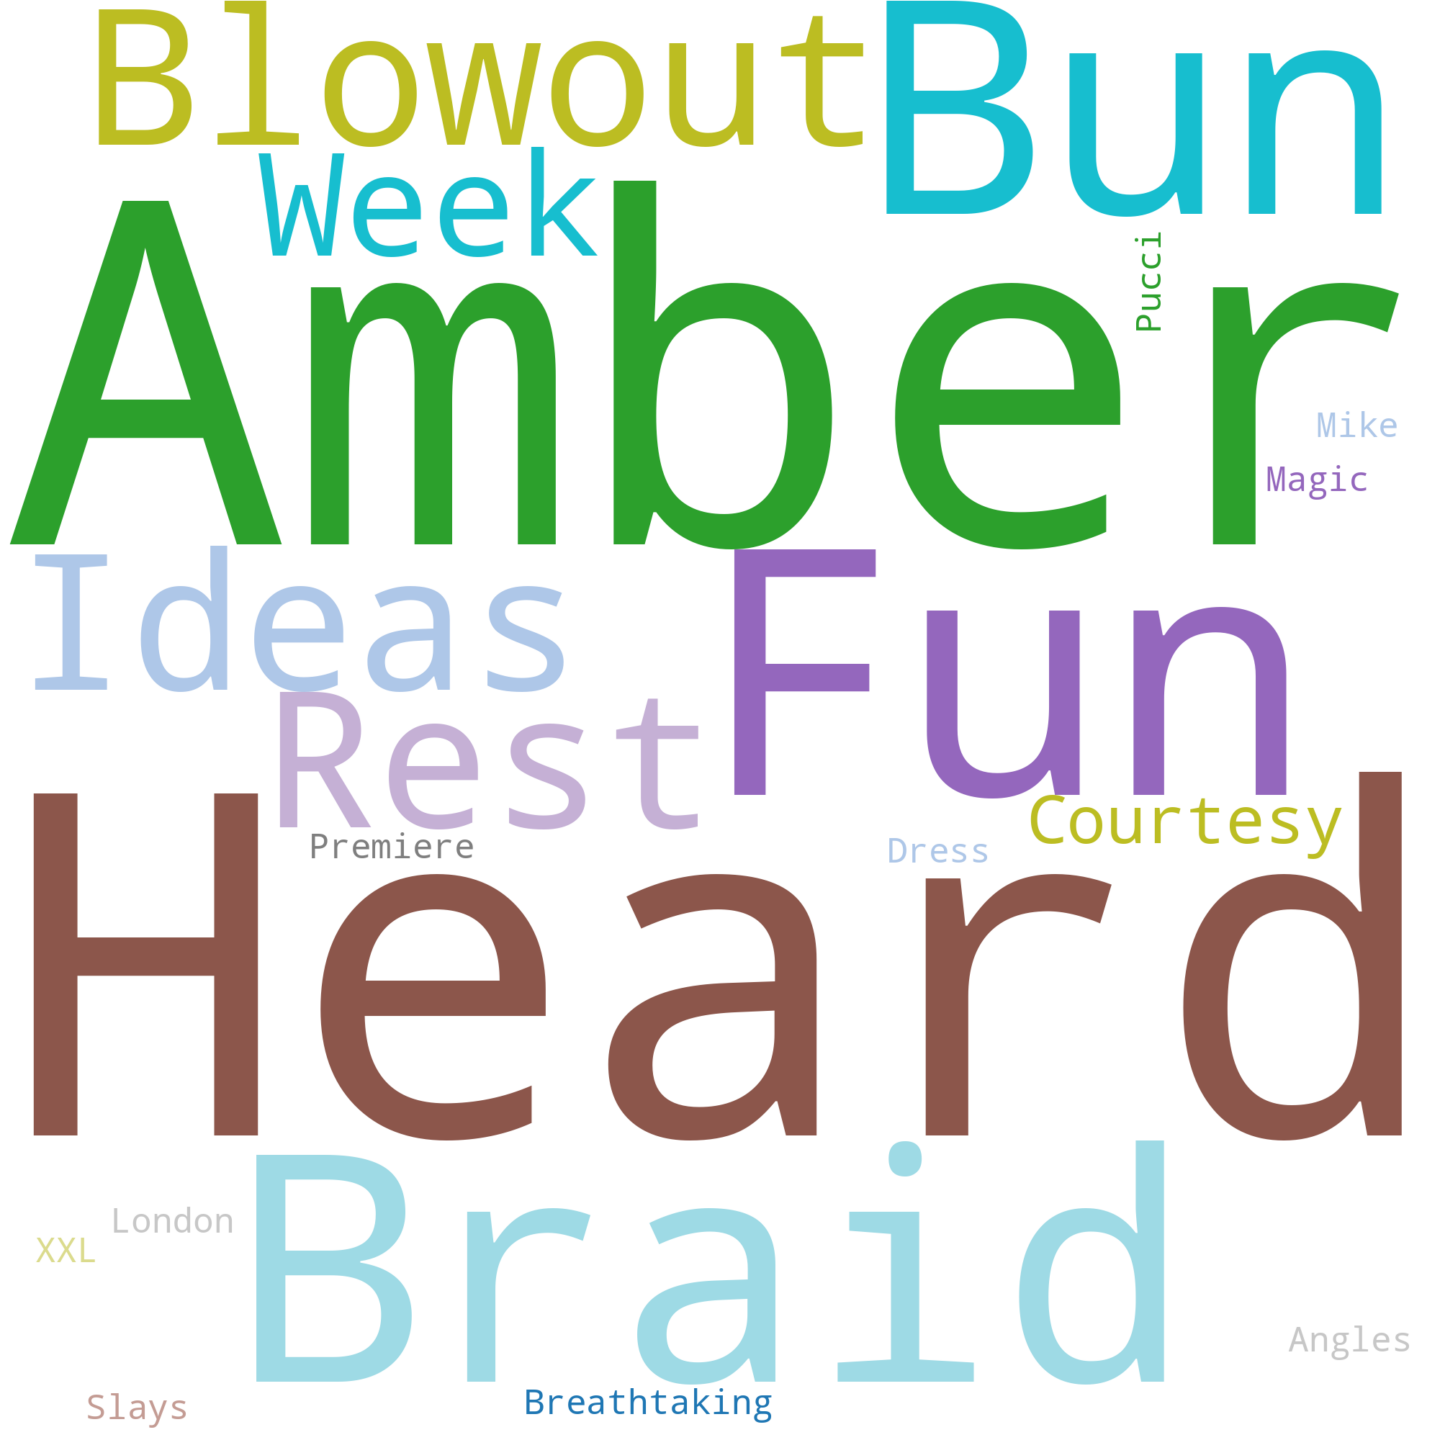 Blowout
Bun
Week
Amber
Pucci
Mike
Magic
Ideas
Fun
Rest
Courtesy
Premiere
Dress
Heard
Braid
London
XXL
Angles
Slays
Breathtaking